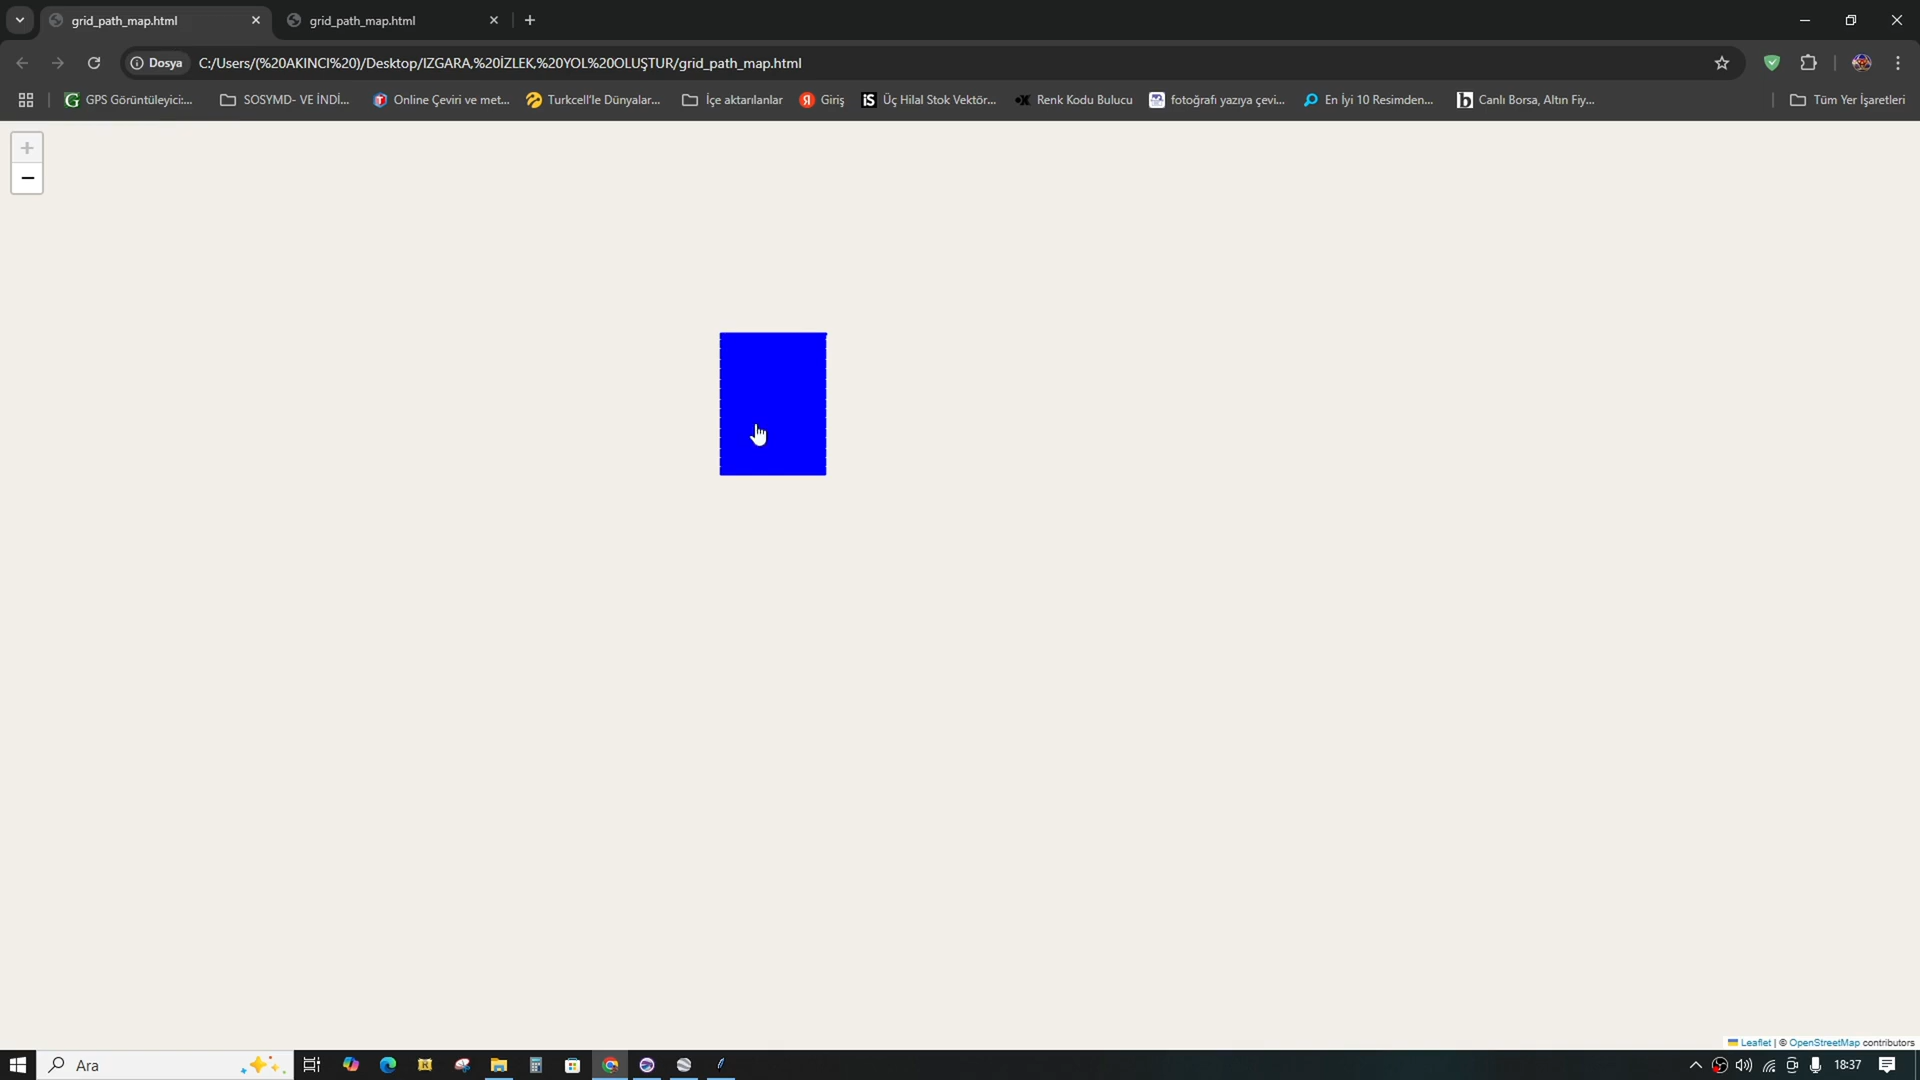 grid_path_map.html
grid_path_map.html
Dosya
C:/Users/(%20AKINCI%20)/Desktop/IZGARA,%20İZLEK,%20YOL%20OLUŞTUR/grid_path_map.html
GPS Görüntüleyici:...
SOSYMD- VE İNDİ...
Online Çeviri ve met...
Turkcell'le Dünyalar...
İçe aktarılanlar
Giriş
Üç Hilal Stok Vektör...
Renk Kodu Bulucu
fotoğrafı yazıya çevi...
En İyi 10 Resimden...
Canlı Borsa, Altın Fiy...
Tüm Yer İşaretleri
+
−
Leaflet | © OpenStreetMap contributors
Ara
18:37